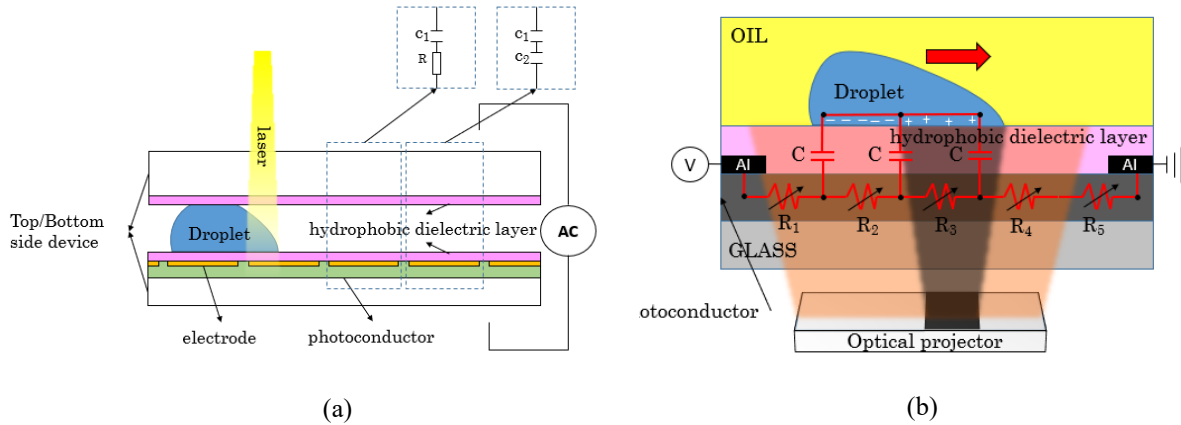 c1
R
c1
c2
laser
Top/Bottom
side device
Droplet
hydrophobic dielectric layer
AC
electrode
photoconductor
(a)
OIL
Droplet
− − − − − + + + +
hydrophobic dielectric layer
V
Al
C
C
C
Al
R1
R2
R3
R4
R5
GLASS
otoconductor
Optical projector
(b)